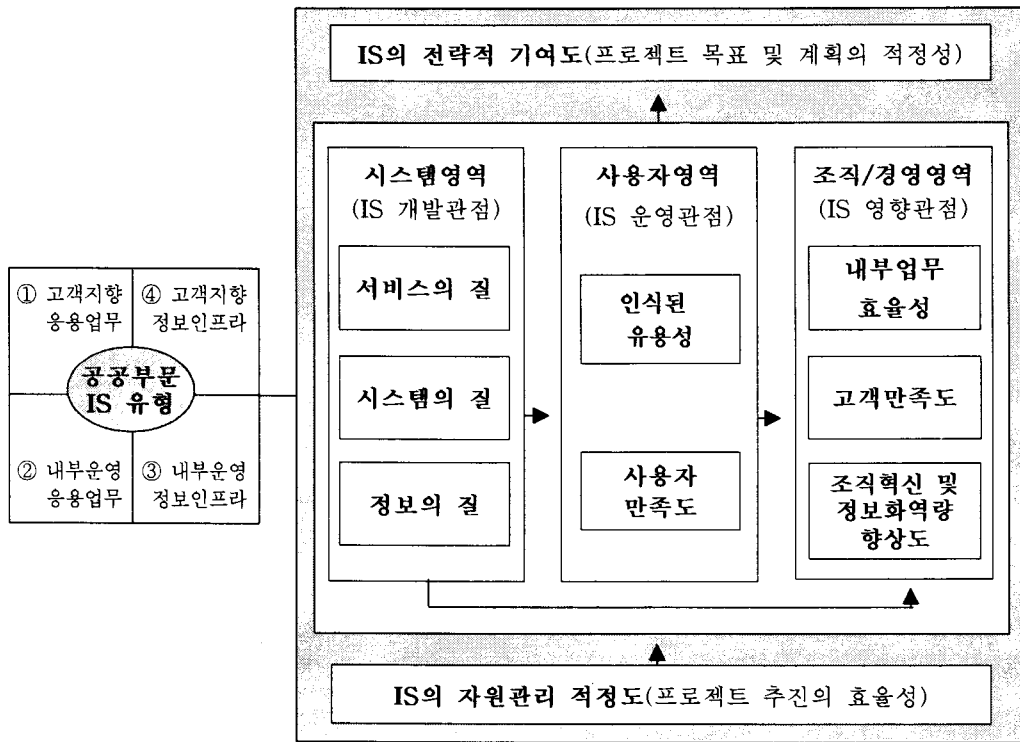 IS의 전략적 기여도(프로젝트 목표 및 계획의 적정성)
시스템영역
(IS 개발관점)
서비스의 질
시스템의 질
정보의 질
사용자영역
(IS 운영관점)
인식된
유용성
사용자
만족도
조직/경영영역
(IS 영향관점)
내부업무
효율성
고객만족도
조직혁신 및
정보화역량
향상도
① 고객지향
응용업무
④ 고객지향
정보인프라
공공부문
IS 유형
② 내부운영
응용업무
③ 내부운영
정보인프라
IS의 자원관리 적정도(프로젝트 추진의 효율성)